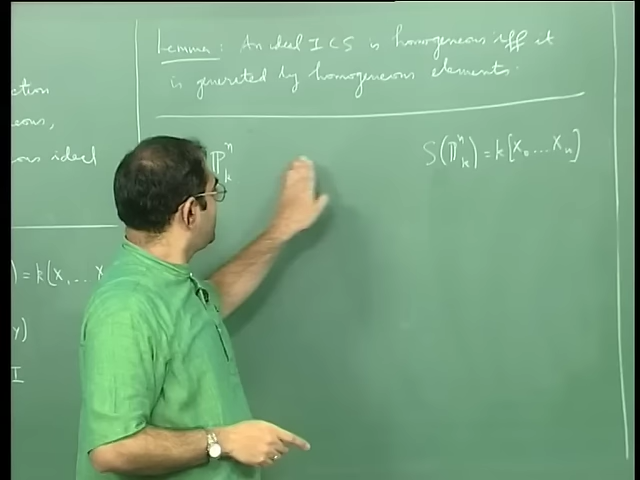 ction
eous,
ous ideal
) = k[X, ... X
y)
I
Lemma : An ideal I ⊂ S is homogeneous iff it
is generated by homogeneous elements.
ℙⁿₖ
S(ℙⁿₖ) = k[X₀ ... Xₙ]